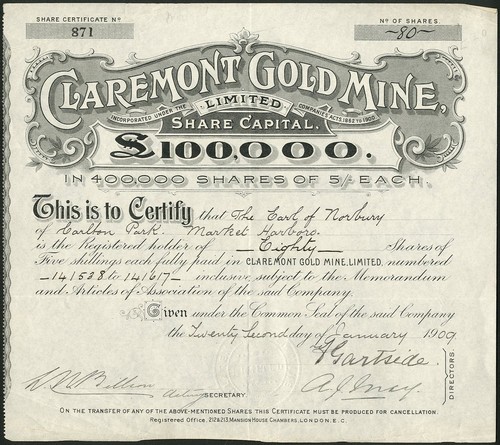 SHARE CERTIFICATE No
871
No OF SHARES.
~80~
CLAREMONT GOLD MINE,
LIMITED
INCORPORATED UNDER THE COMPANIES ACTS, 1862 TO 1900
SHARE CAPITAL.
£100,000.
IN 400,000 SHARES OF 5/- EACH.
This is to Certify that The Earl of Norbury
of Carlton Park. Market Harboro.
is the Registered holder of —Eighty— Shares of
Five shillings each fully paid in CLAREMONT GOLD MINE, LIMITED, numbered
—141538 to 141617— inclusive, subject to the Memorandum
and Articles of Association of the said Company.
Given under the Common Seal of the said Company
the Twenty Second day of January 1909
Gartside.
DIRECTORS.
Acting SECRETARY.
ON THE TRANSFER OF ANY OF THE ABOVE-MENTIONED SHARES THIS CERTIFICATE MUST BE PRODUCED FOR CANCELLATION.
Registered Office, 212 & 213, MANSION HOUSE CHAMBERS, LONDON. E.C.